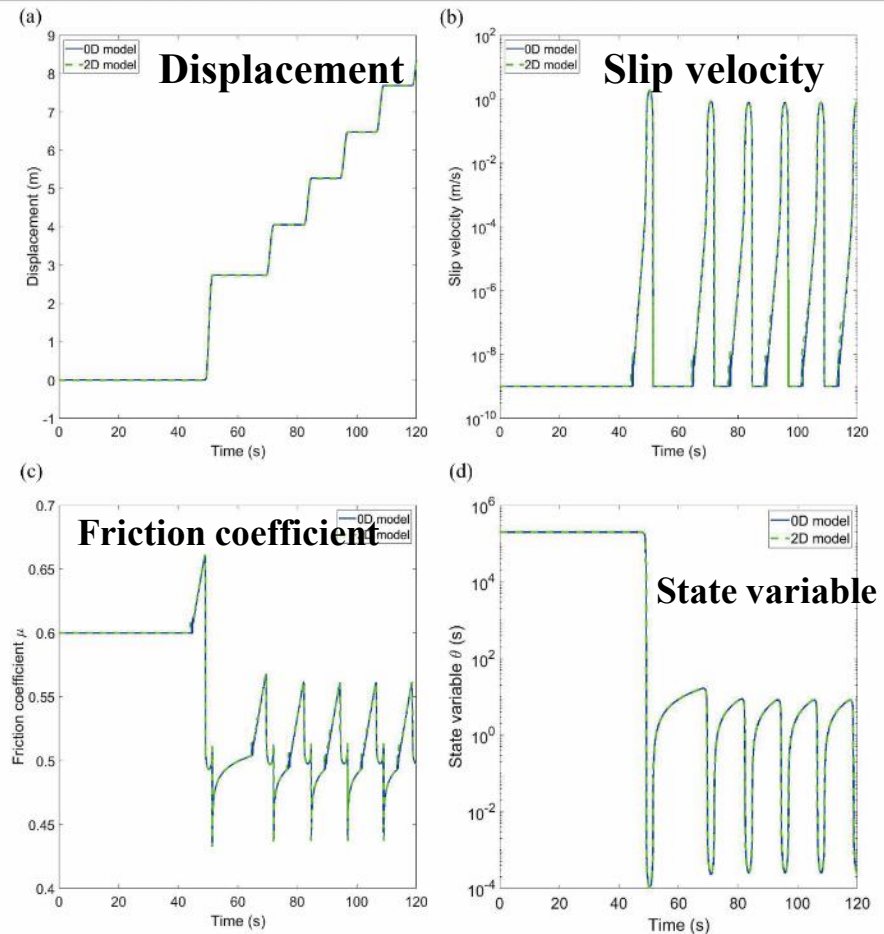 (a)
9
8
7
6
5
4
3
2
1
0
-1
0D model
2D model
Displacement
Displacement (m)
0 20 40 60 80 100 120
Time (s)
(b)
10^2
10^0
10^-2
10^-4
10^-6
10^-8
10^-10
0D model
2D model
Slip velocity
Slip velocity (m/s)
0 20 40 60 80 100 120
Time (s)
(c)
0.7
0.65
0.6
0.55
0.5
0.45
0.4
0D model
2D model
Friction coefficient
Friction coefficient μ
0 20 40 60 80 100 120
Time (s)
(d)
10^6
10^4
10^2
10^0
10^-2
10^-4
0D model
2D model
State variable
State variable θ (s)
0 20 40 60 80 100 120
Time (s)